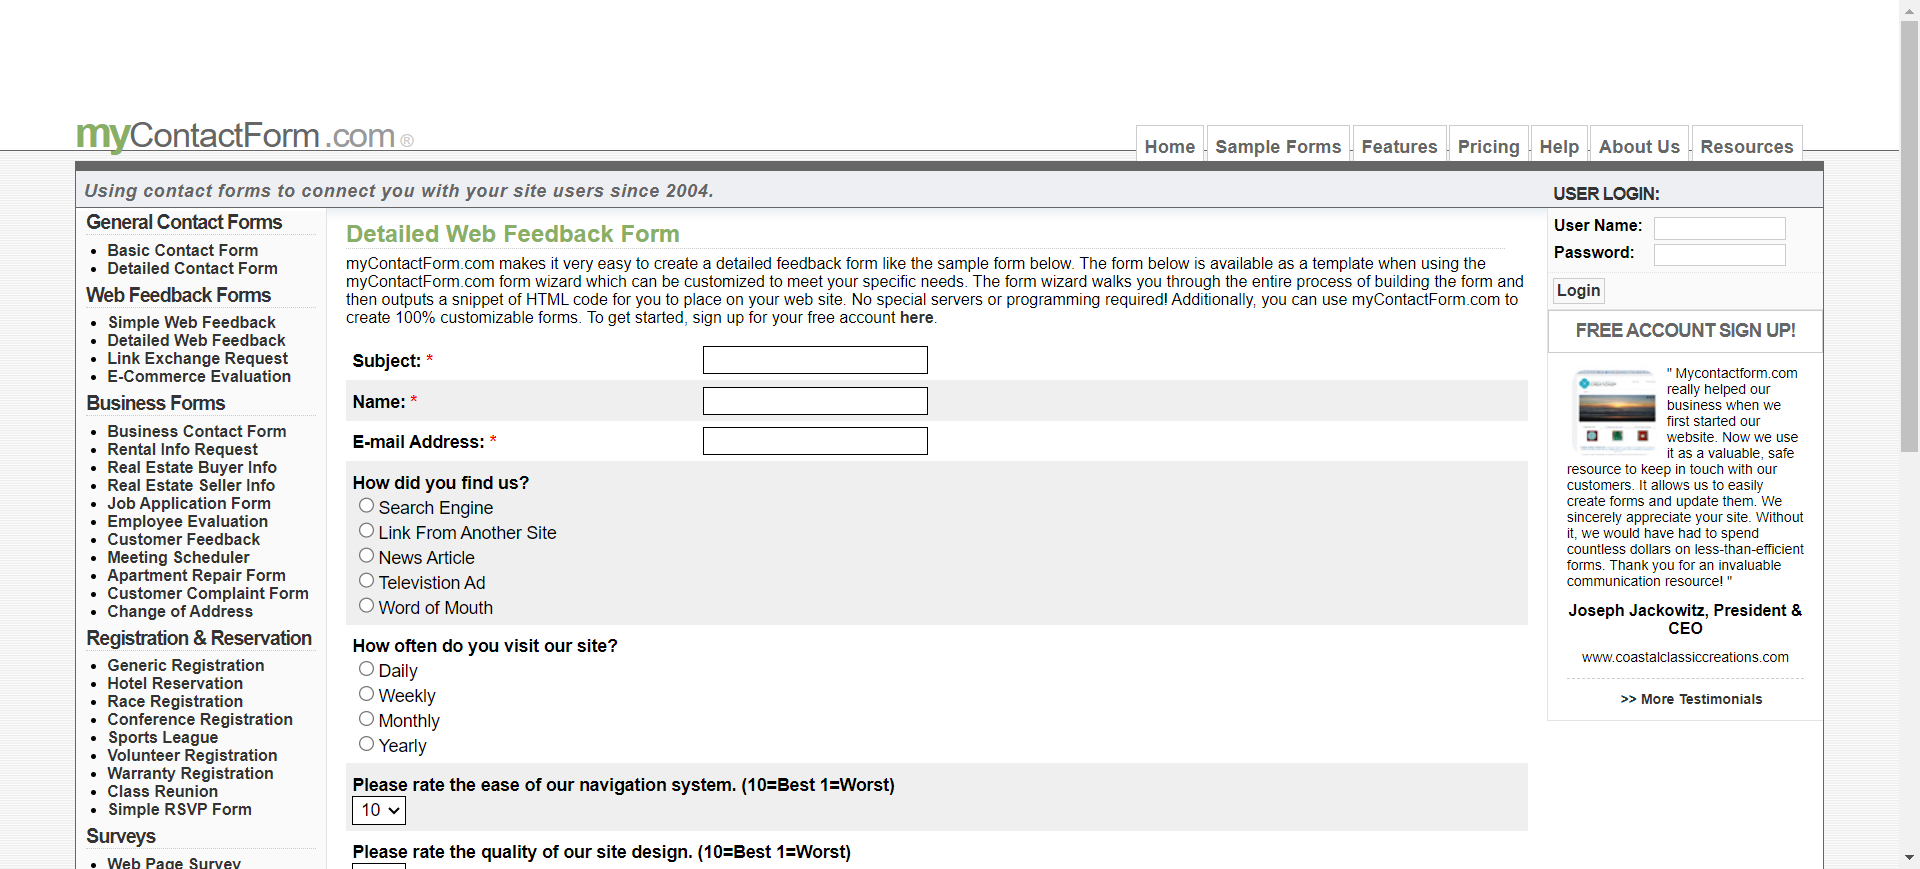 myContactForm.com®
Home
Sample Forms
Features
Pricing
Help
About Us
Resources
Using contact forms to connect you with your site users since 2004.
General Contact Forms
Basic Contact Form
Detailed Contact Form
Web Feedback Forms
Simple Web Feedback
Detailed Web Feedback
Link Exchange Request
E-Commerce Evaluation
Business Forms
Business Contact Form
Rental Info Request
Real Estate Buyer Info
Real Estate Seller Info
Job Application Form
Employee Evaluation
Customer Feedback
Meeting Scheduler
Apartment Repair Form
Customer Complaint Form
Change of Address
Registration & Reservation
Generic Registration
Hotel Reservation
Race Registration
Conference Registration
Sports League
Volunteer Registration
Warranty Registration
Class Reunion
Simple RSVP Form
Surveys
Web Page Survey
Detailed Web Feedback Form
myContactForm.com makes it very easy to create a detailed feedback form like the sample form below. The form below is available as a template when using the
myContactForm.com form wizard which can be customized to meet your specific needs. The form wizard walks you through the entire process of building the form and
then outputs a snippet of HTML code for you to place on your web site. No special servers or programming required! Additionally, you can use myContactForm.com to
create 100% customizable forms. To get started, sign up for your free account here.
Subject: *
Name: *
E-mail Address: *
How did you find us?
Search Engine
Link From Another Site
News Article
Televistion Ad
Word of Mouth
How often do you visit our site?
Daily
Weekly
Monthly
Yearly
Please rate the ease of our navigation system. (10=Best 1=Worst)
10
Please rate the quality of our site design. (10=Best 1=Worst)
USER LOGIN:
User Name:
Password:
Login
FREE ACCOUNT SIGN UP!
" Mycontactform.com
really helped our
business when we
first started our
website. Now we use
it as a valuable, safe
resource to keep in touch with our
customers. It allows us to easily
create forms and update them. We
sincerely appreciate your site. Without
it, we would have had to spend
countless dollars on less-than-efficient
forms. Thank you for an invaluable
communication resource! "
Joseph Jackowitz, President &
CEO
www.coastalclassiccreations.com
>> More Testimonials